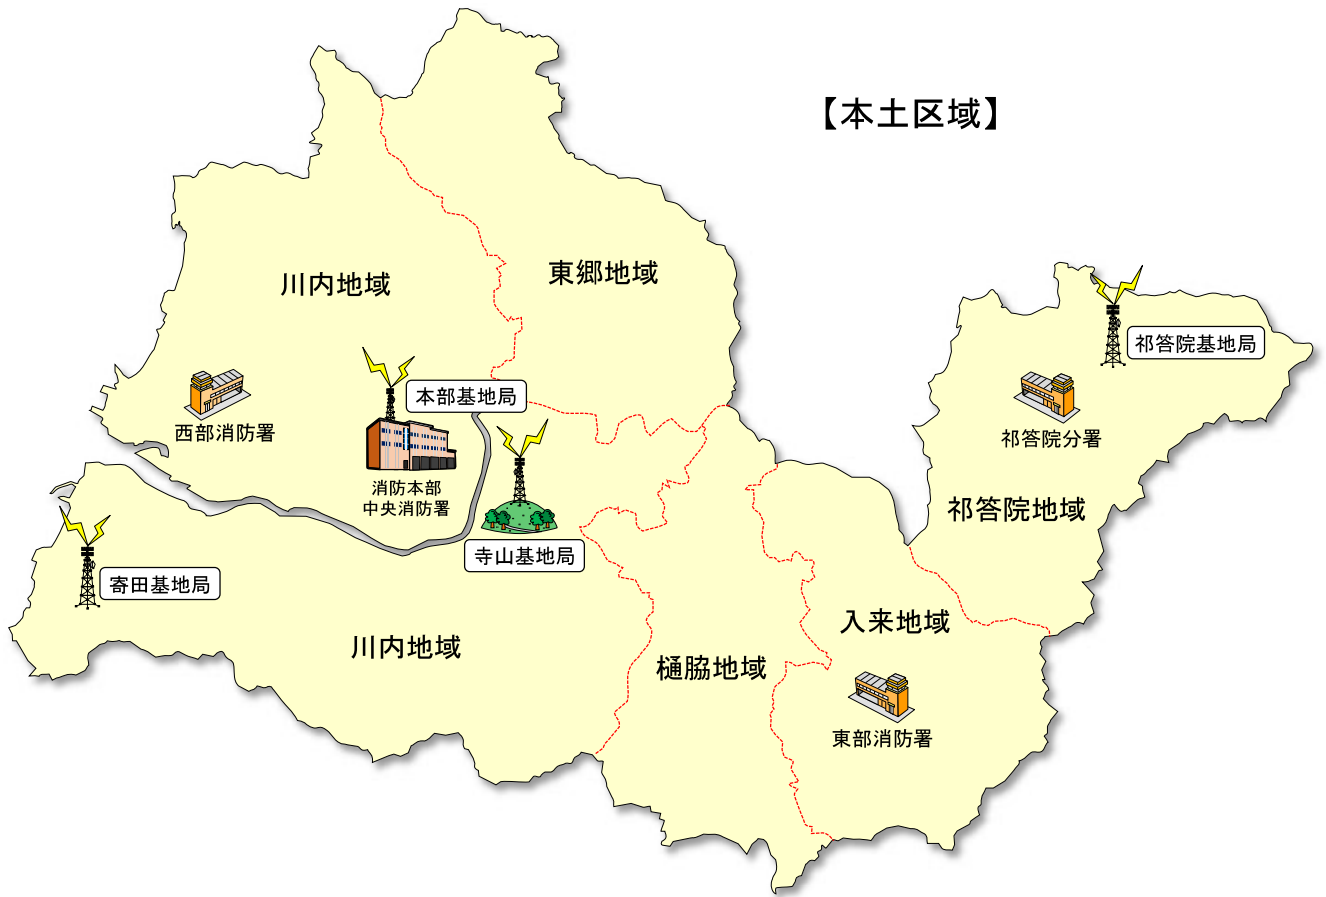 【本土区域】
東郷地域
川内地域
祁答院基地局
本部基地局
西部消防署
祁答院分署
消防本部
中央消防署
祁答院地域
寺山基地局
寄田基地局
入来地域
川内地域
樋脇地域
東部消防署